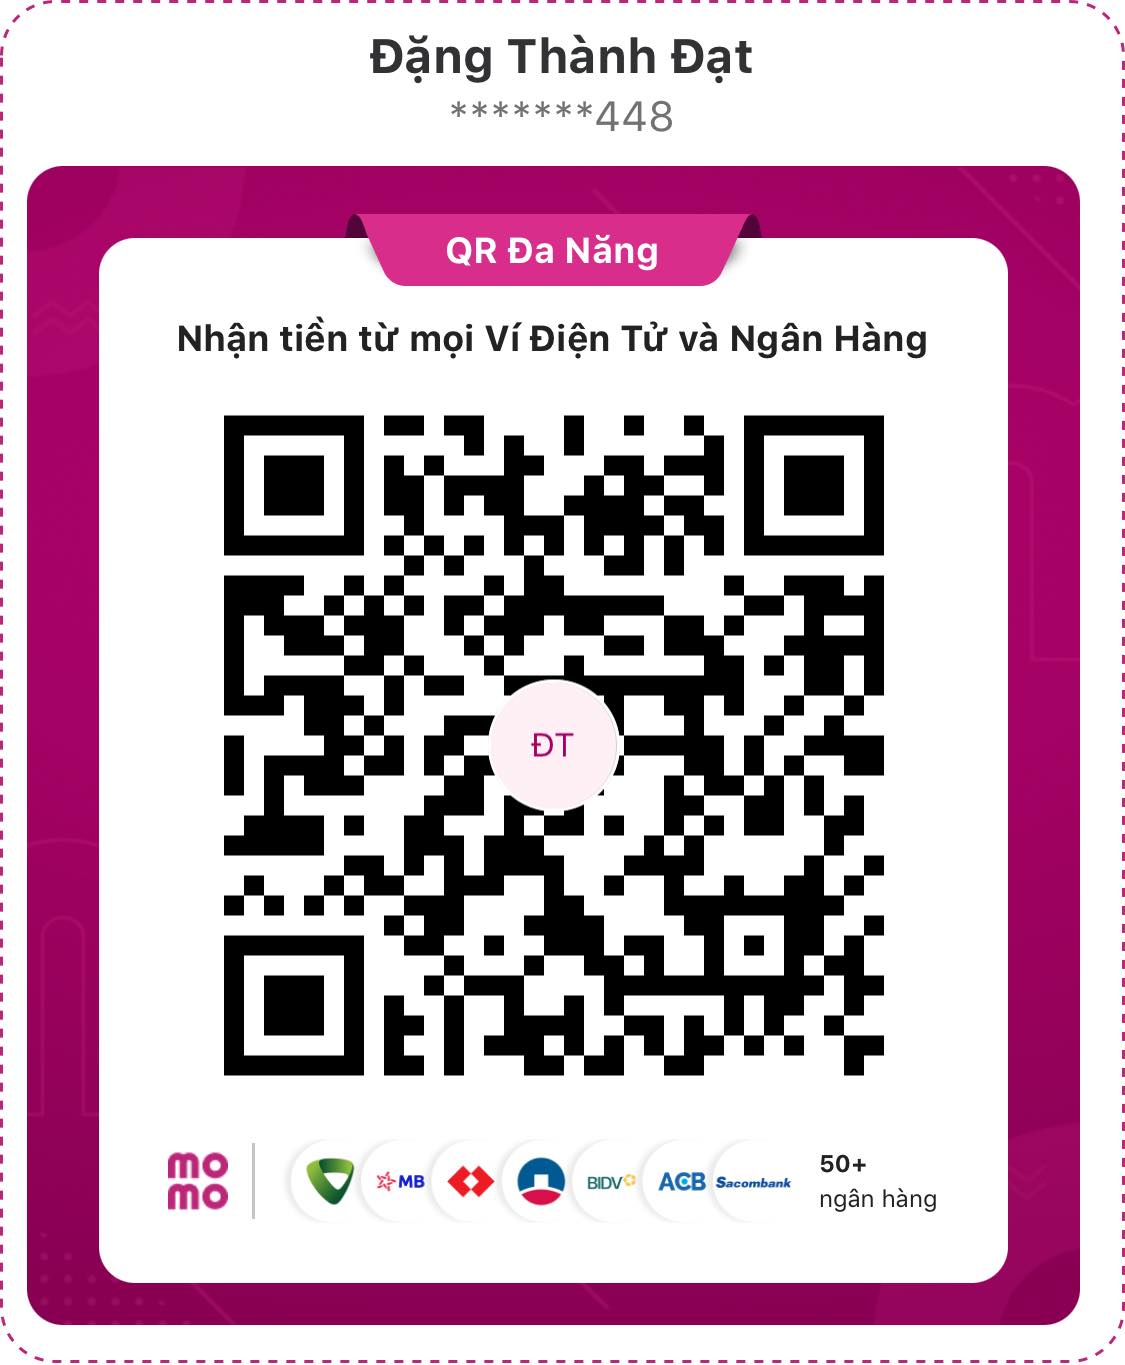 Đặng Thành Đạt
*******448
QR Đa Năng
Nhận tiền từ mọi Ví Điện Tử và Ngân Hàng
ĐT
mo
mo
MB
BIDV
ACB
Sacombank
50+
ngân hàng